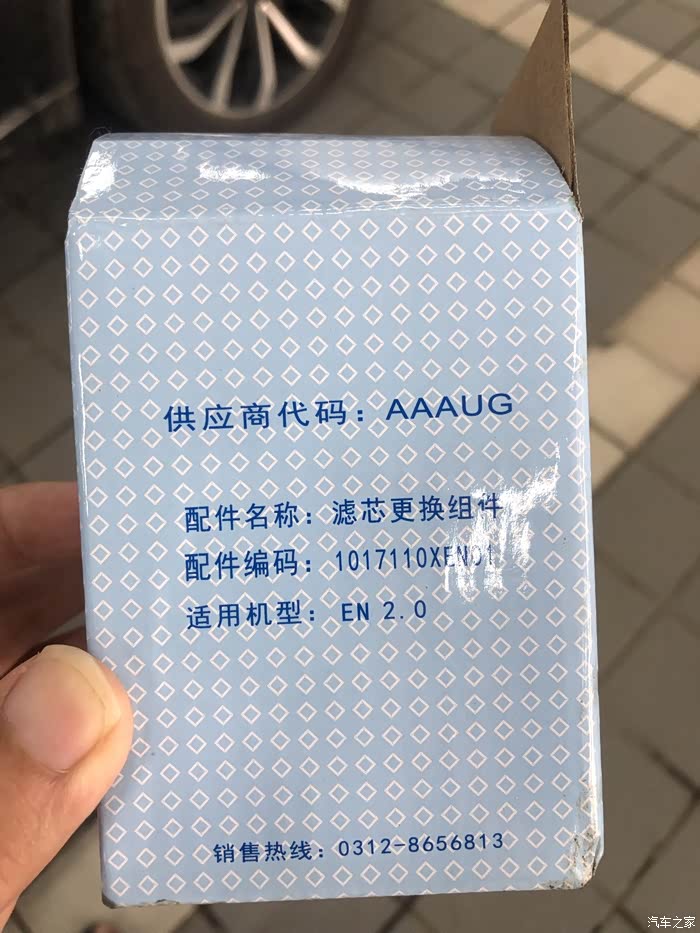 供应商代码：AAAUG
配件名称：滤芯更换组件
配件编码：1017110XEN01
适用机型：EN 2.0
销售热线：0312-8656813
汽车之家